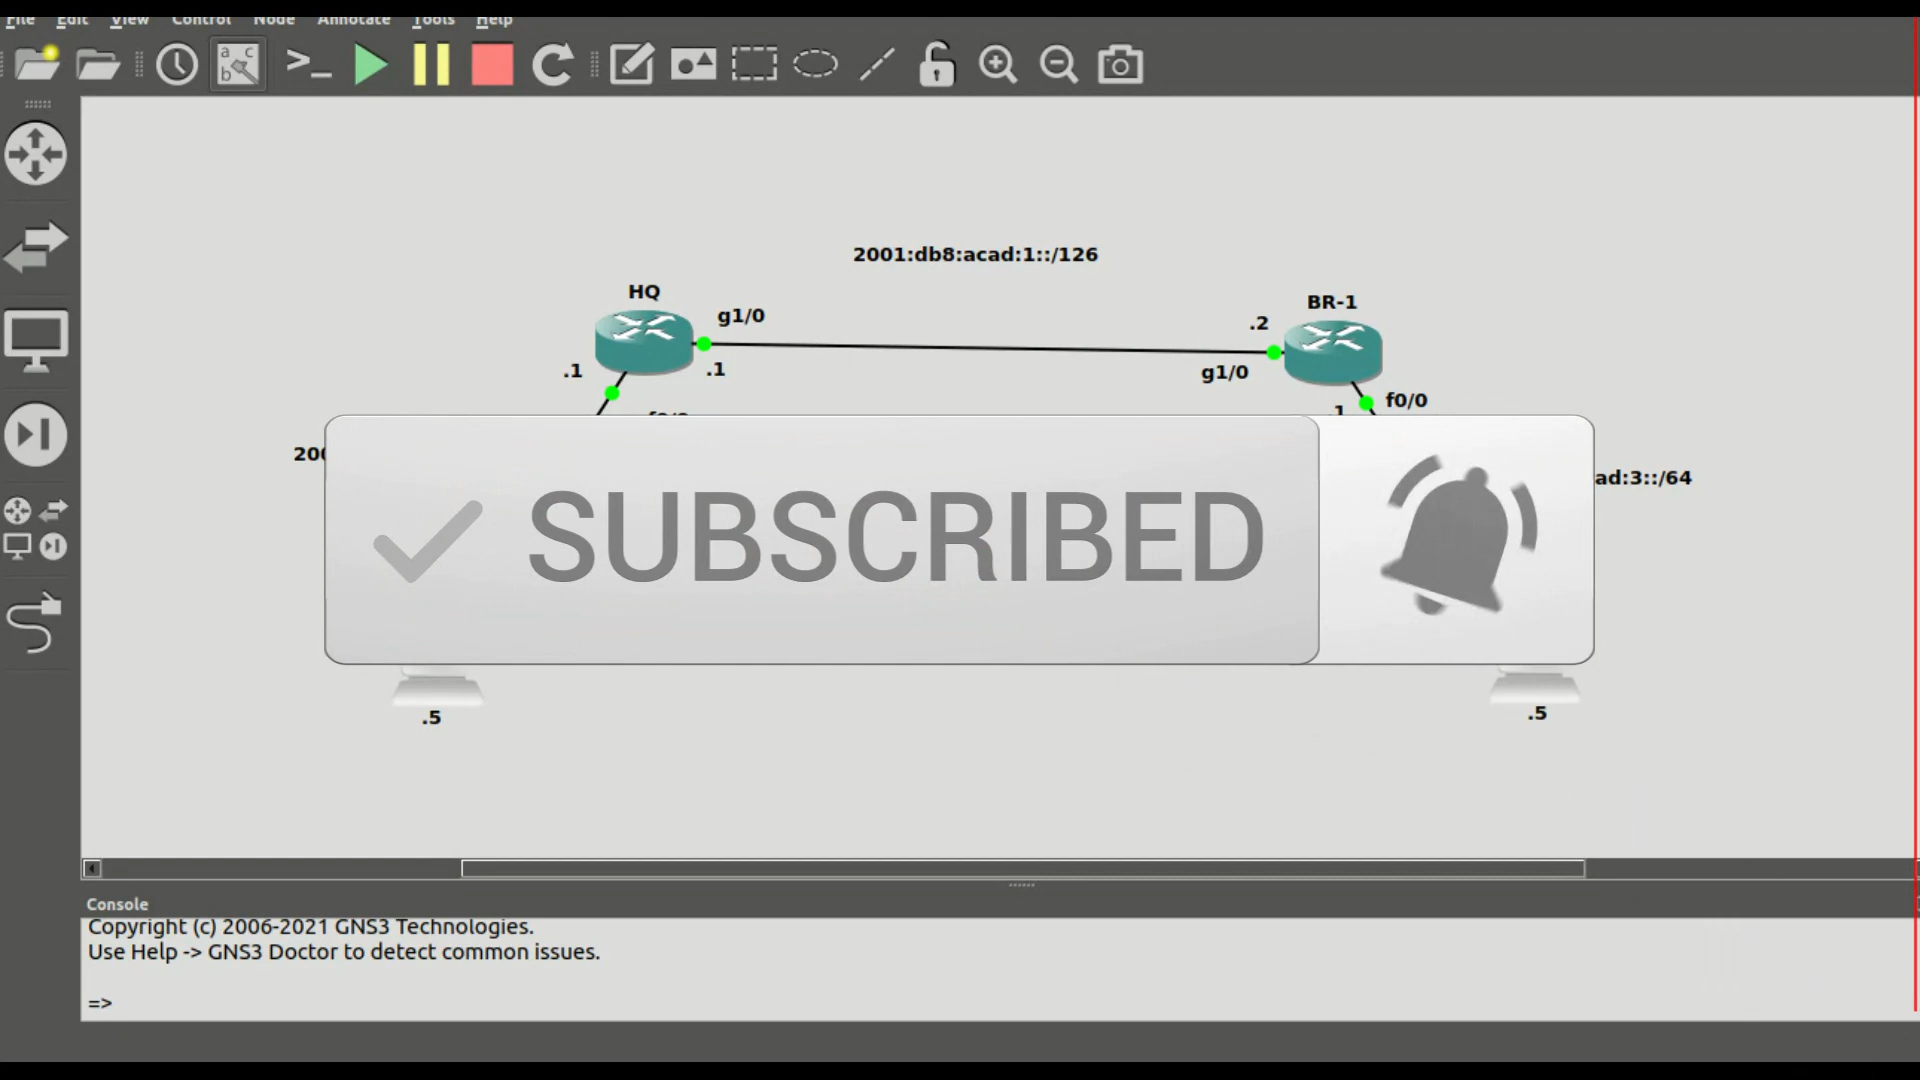 File Edit View Control Node Annotate Tools Help
a c
b
>_
2001:db8:acad:1::/126
HQ
BR-1
g1/0
.2
.1
.1
g1/0
f0/0
.1
ad:3::/64
SUBSCRIBED
.5
.5
Console
Copyright (c) 2006-2021 GNS3 Technologies.
Use Help -> GNS3 Doctor to detect common issues.
=>